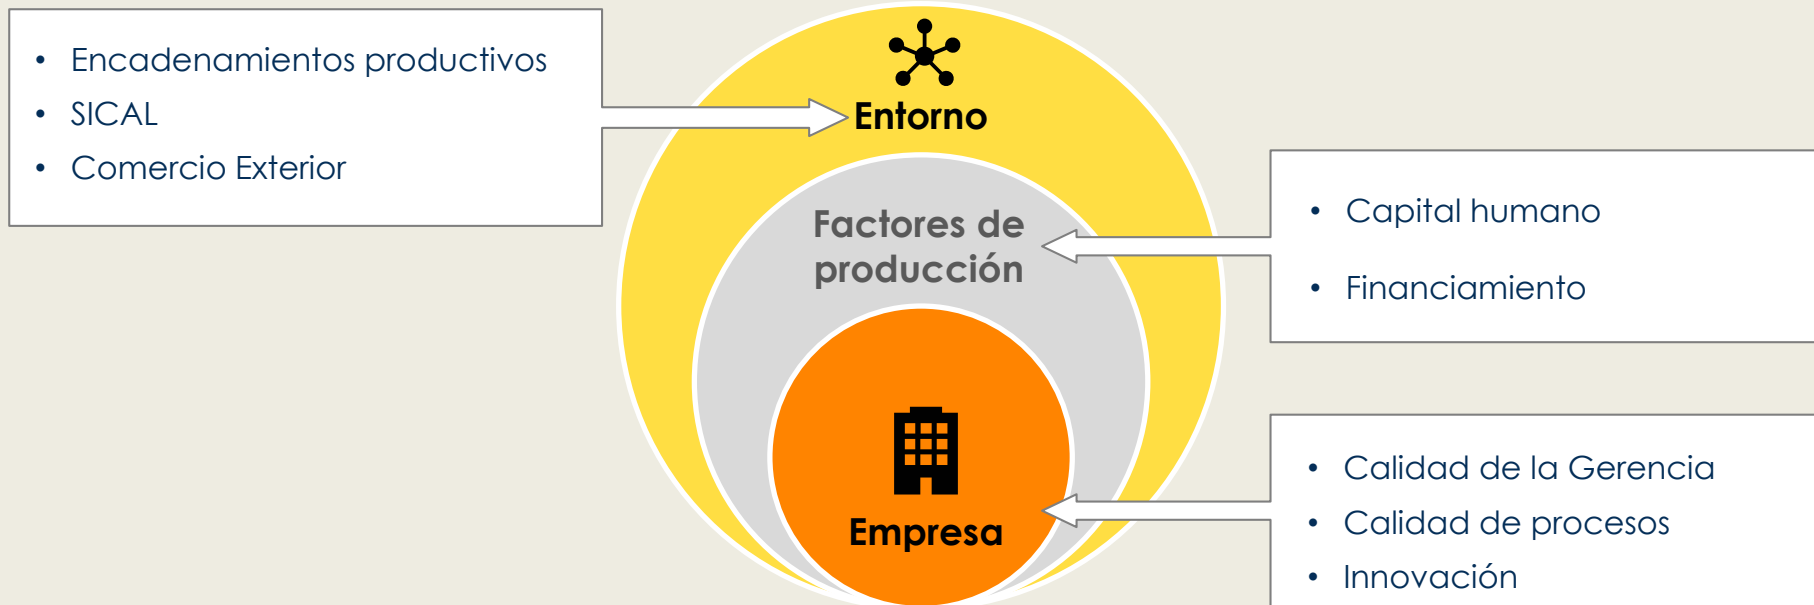 • Encadenamientos productivos
• SICAL
• Comercio Exterior
Entorno
Factores de
producción
• Capital humano
• Financiamiento
Empresa
• Calidad de la Gerencia
• Calidad de procesos
• Innovación